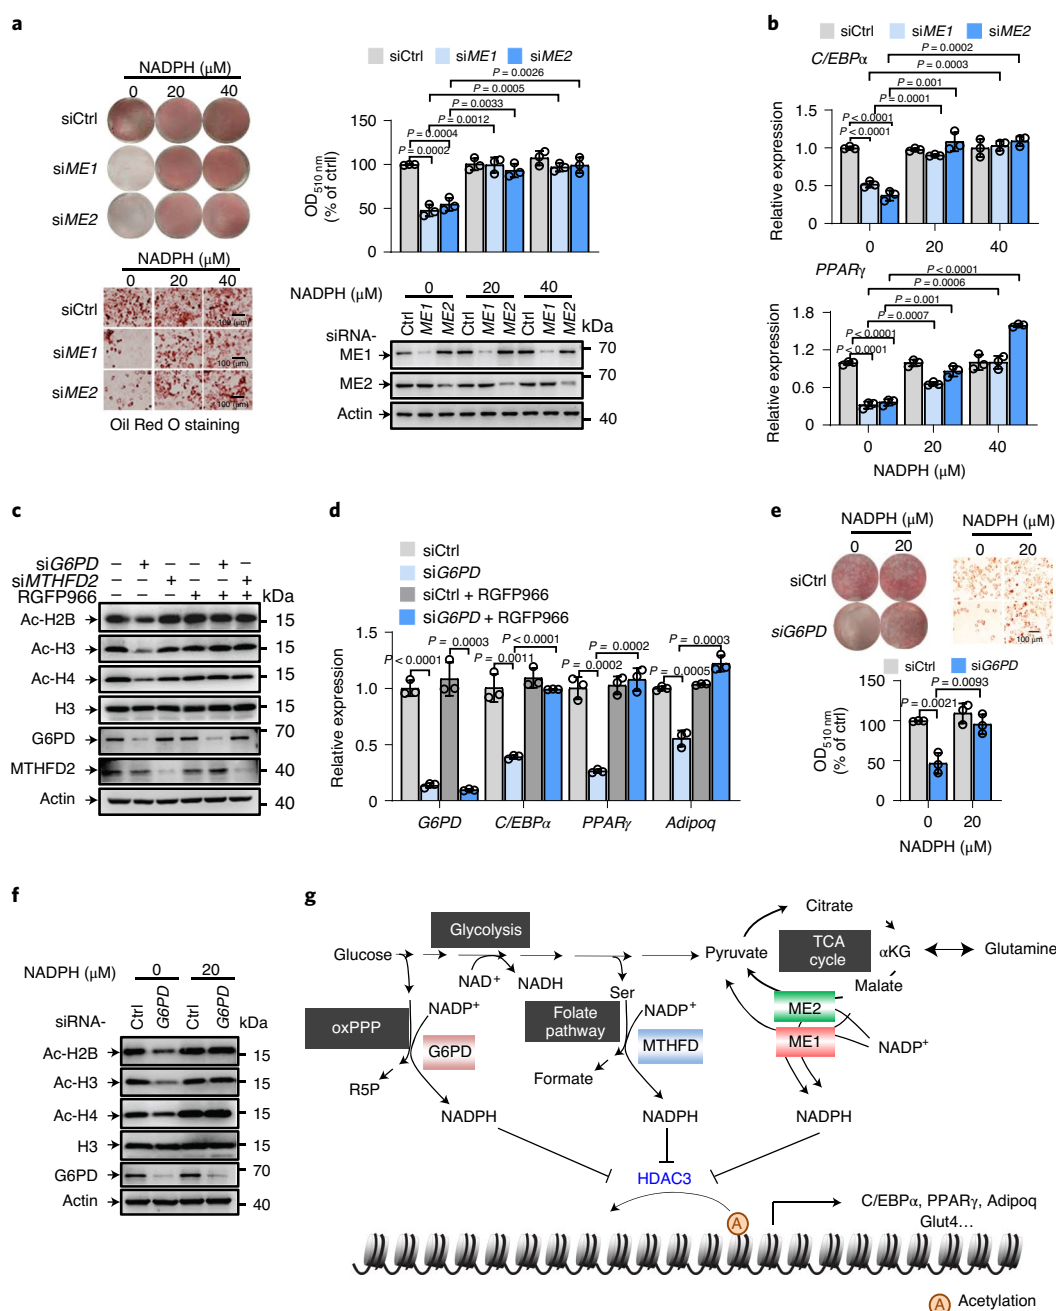 a
NADPH (µM)
0 20 40
siCtrl
siME1
siME2
NADPH (µM)
0 20 40
siCtrl
siME1
siME2
100 (µm)
100 (µm)
100 (µm)
Oil Red O staining
siCtrl siME1 siME2
P = 0.0026
P = 0.0005
P = 0.0033
P = 0.0012
P = 0.0004
P = 0.0002
OD510 nm
(% of ctrll)
150
100
50
0
NADPH (µM)
0 20 40
siRNA-
Ctrl ME1 ME2 Ctrl ME1 ME2 Ctrl ME1 ME2
kDa
ME1
70
ME2
70
Actin
40
b
siCtrl siME1 siME2
C/EBPα
P = 0.0002
P = 0.0003
P = 0.001
P = 0.0001
P < 0.0001
P < 0.0001
Relative expression
1.5
1.0
0.5
0
0 20 40
PPARγ
P < 0.0001
P = 0.0006
P = 0.001
P = 0.0007
P < 0.0001
P < 0.0001
Relative expression
1.8
1.2
0.6
0
0 20 40
NADPH (µM)
c
siG6PD – + – – + –
siMTHFD2 – – + – – +
RGFP966 – – – + + +
kDa
Ac-H2B 15
Ac-H3 15
Ac-H4 15
H3 15
G6PD 70
MTHFD2 40
Actin 40
d
siCtrl
siG6PD
siCtrl + RGFP966
siG6PD + RGFP966
Relative expression
1.5
1.0
0.5
0
P < 0.0001
P = 0.0003
P = 0.0011
P < 0.0001
P = 0.0002
P = 0.0002
P = 0.0005
P = 0.0003
G6PD C/EBPα PPARγ Adipoq
e
NADPH (µM)
0 20
NADPH (µM)
0 20
siCtrl
siG6PD
100 µm
siCtrl siG6PD
P = 0.0093
P = 0.0021
OD510 nm
(% of ctrl)
150
100
50
0
0 20
NADPH (µM)
f
NADPH (µM)
0 20
siRNA-
Ctrl G6PD Ctrl G6PD
kDa
Ac-H2B 15
Ac-H3 15
Ac-H4 15
H3 15
G6PD 70
Actin 40
g
Glucose
Glycolysis
NAD+
NADH
Pyruvate
Citrate
TCA
cycle
αKG
Glutamine
Malate
ME2
ME1
NADP+
NADPH
Ser
NADP+
Folate
pathway
MTHFD
Formate
NADPH
NADP+
oxPPP
G6PD
R5P
NADPH
HDAC3
A
C/EBPα, PPARγ, Adipoq
Glut4…
A Acetylation